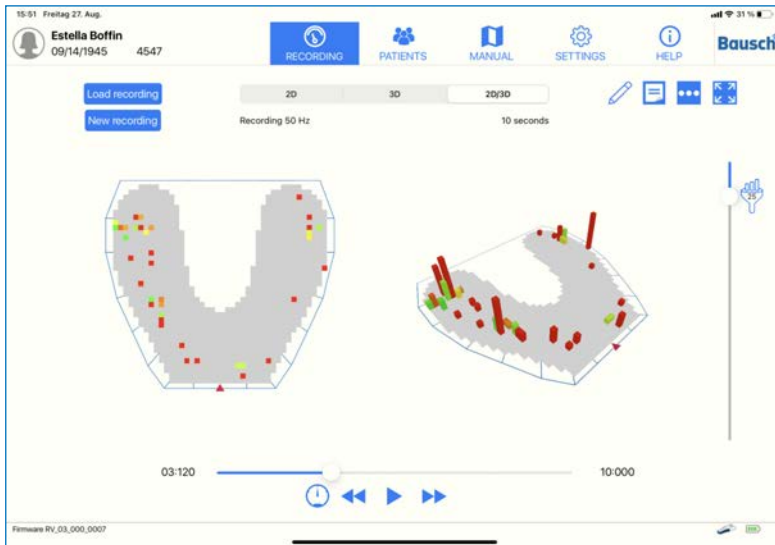 15:51 Freitag 27. Aug.
31 %
Estella Boffin
09/14/1945 4547
RECORDING
PATIENTS
MANUAL
SETTINGS
HELP
Bausch
Load recording
2D
3D
2D/3D
New recording
Recording 50 Hz
10 seconds
15
03:120
10:000
Firmware RV_03_000_0007